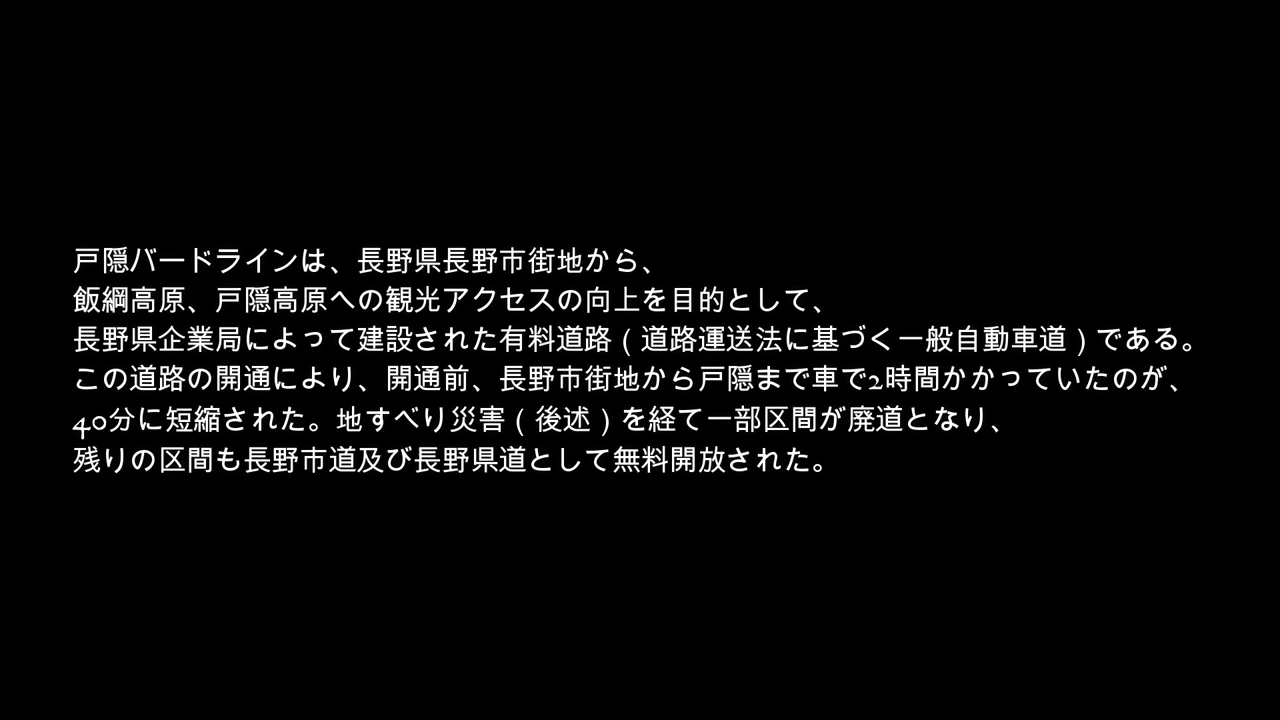 戸隠バードラインは、長野県長野市街地から、
飯綱高原、戸隠高原への観光アクセスの向上を目的として、
長野県企業局によって建設された有料道路（道路運送法に基づく一般自動車道）である。
この道路の開通により、開通前、長野市街地から戸隠まで車で2時間かかっていたのが、
40分に短縮された。地すべり災害（後述）を経て一部区間が廃道となり、
残りの区間も長野市道及び長野県道として無料開放された。